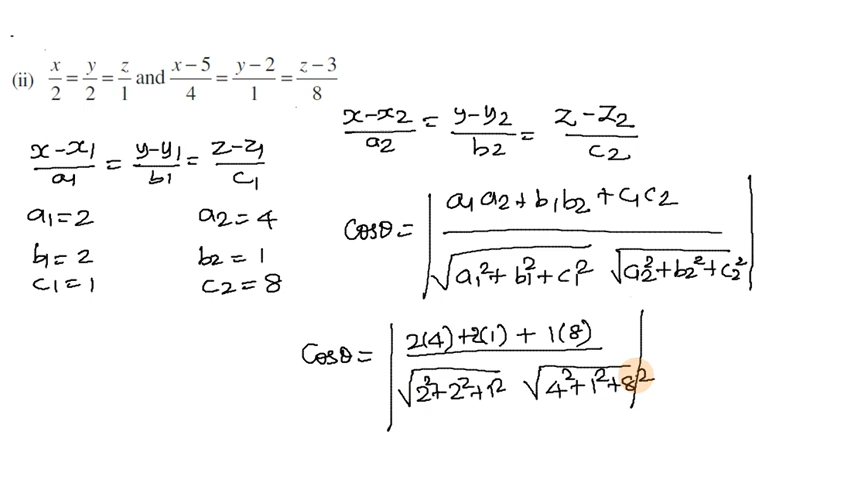 (ii) x/2 = y/2 = z/1 and (x−5)/4 = (y−2)/1 = (z−3)/8
(x−x₂)/a₂ = (y−y₂)/b₂ = (z−z₂)/c₂
(x−x₁)/a₁ = (y−y₁)/b₁ = (z−z₁)/c₁
a₁=2 a₂=4
b₁=2 b₂=1
c₁=1 c₂=8
Cosθ = |(a₁a₂+b₁b₂+c₁c₂)/(√(a₁²+b₁²+c₁²) √(a₂²+b₂²+c₂²))|
Cosθ = |(2(4)+2(1)+1(8))/(√(2²+2²+1²) √(4²+1²+8²))|